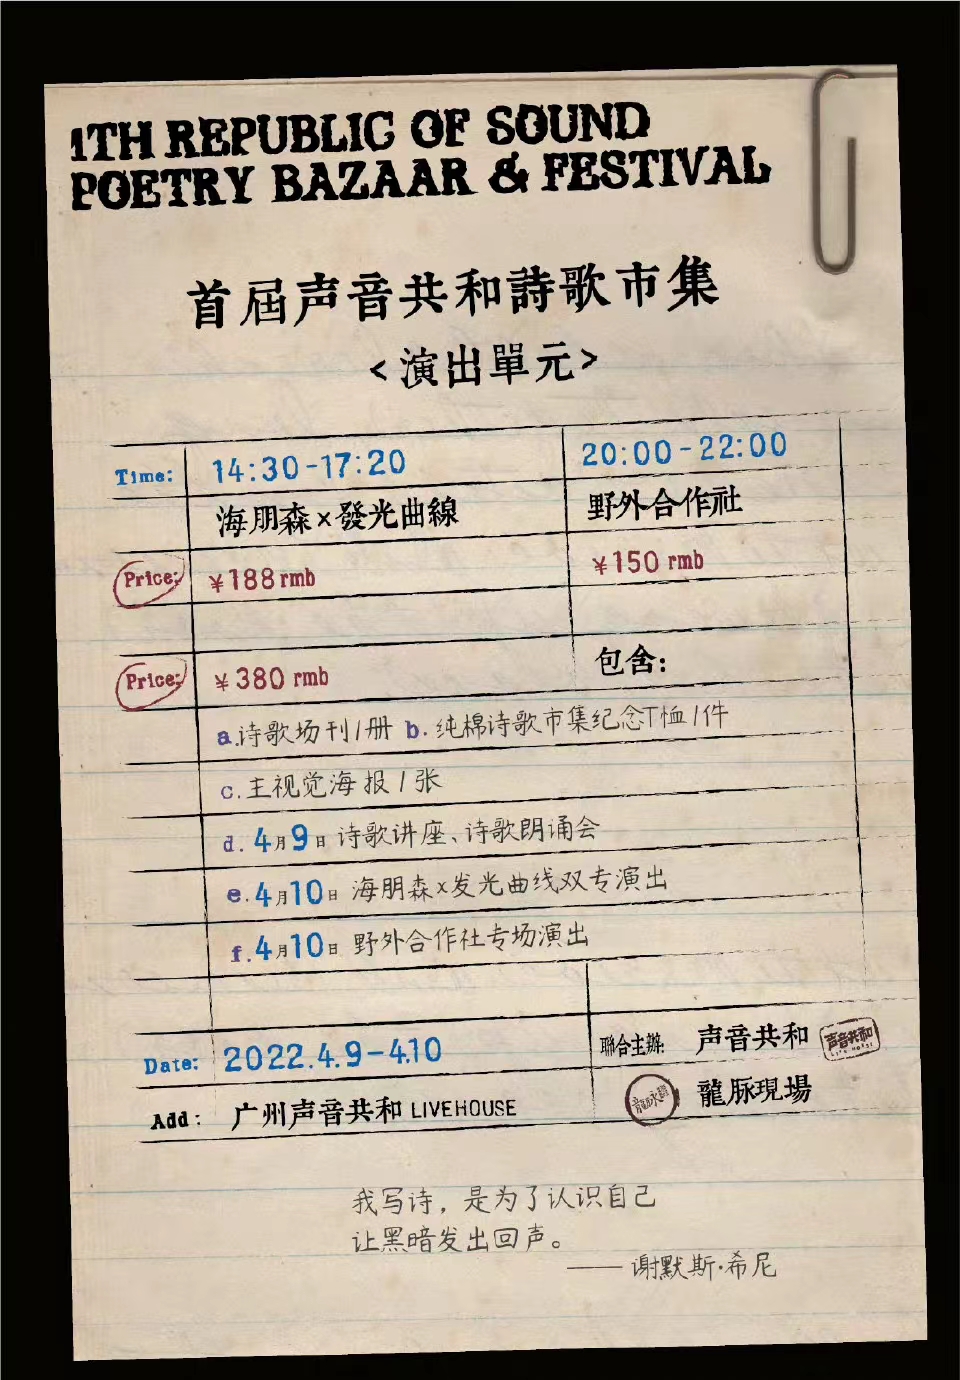 1TH REPUBLIC OF SOUND
POETRY BAZAAR & FESTIVAL
首屆声音共和詩歌市集
<演出單元>
Time: 14:30-17:20 20:00-22:00
海朋森×發光曲線 野外合作社
Price: ¥188 rmb ¥150 rmb
Price: ¥380 rmb 包含:
a.诗歌场刊1册 b.纯棉诗歌市集纪念T恤1件
c.主视觉海报1张
d.4月9日 诗歌讲座、诗歌朗诵会
e.4月10日 海朋森x发光曲线双专演出
f.4月10日 野外合作社专场演出
Date: 2022.4.9-4.10 聯合主辦: 声音共和 声音共和 LIVE HOUSE
Add: 广州声音共和 LIVEHOUSE 龍脉現場 龍脉現場
我写诗，是为了认识自己
让黑暗发出回声。
——谢默斯·希尼